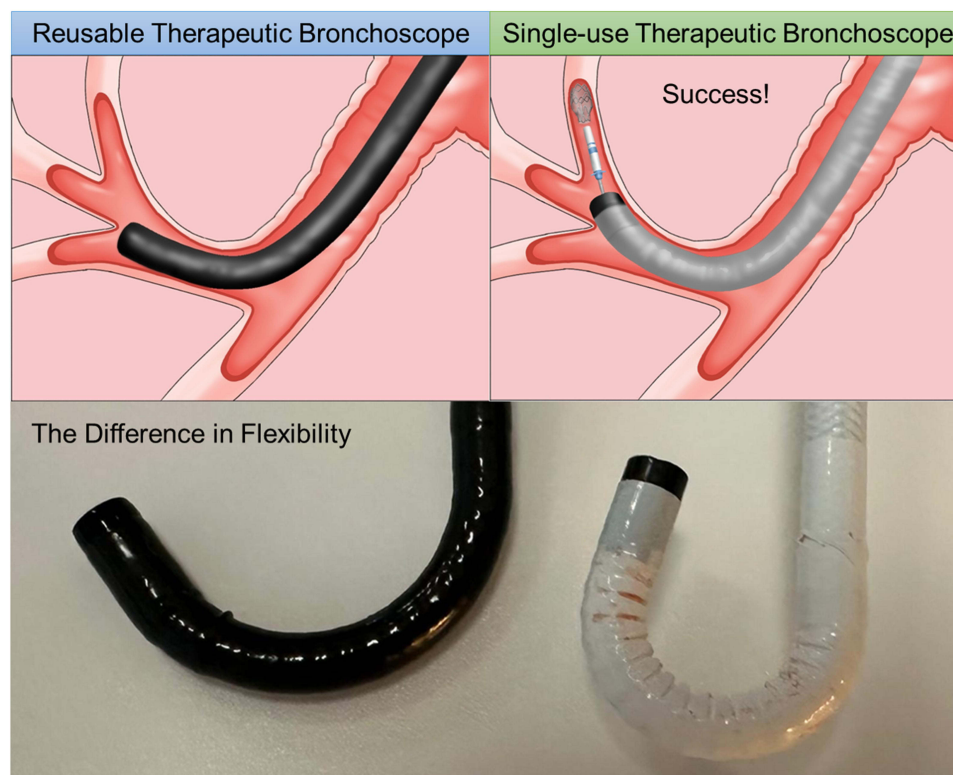 Reusable Therapeutic Bronchoscope
Single-use Therapeutic Bronchoscope
Success!
The Difference in Flexibility